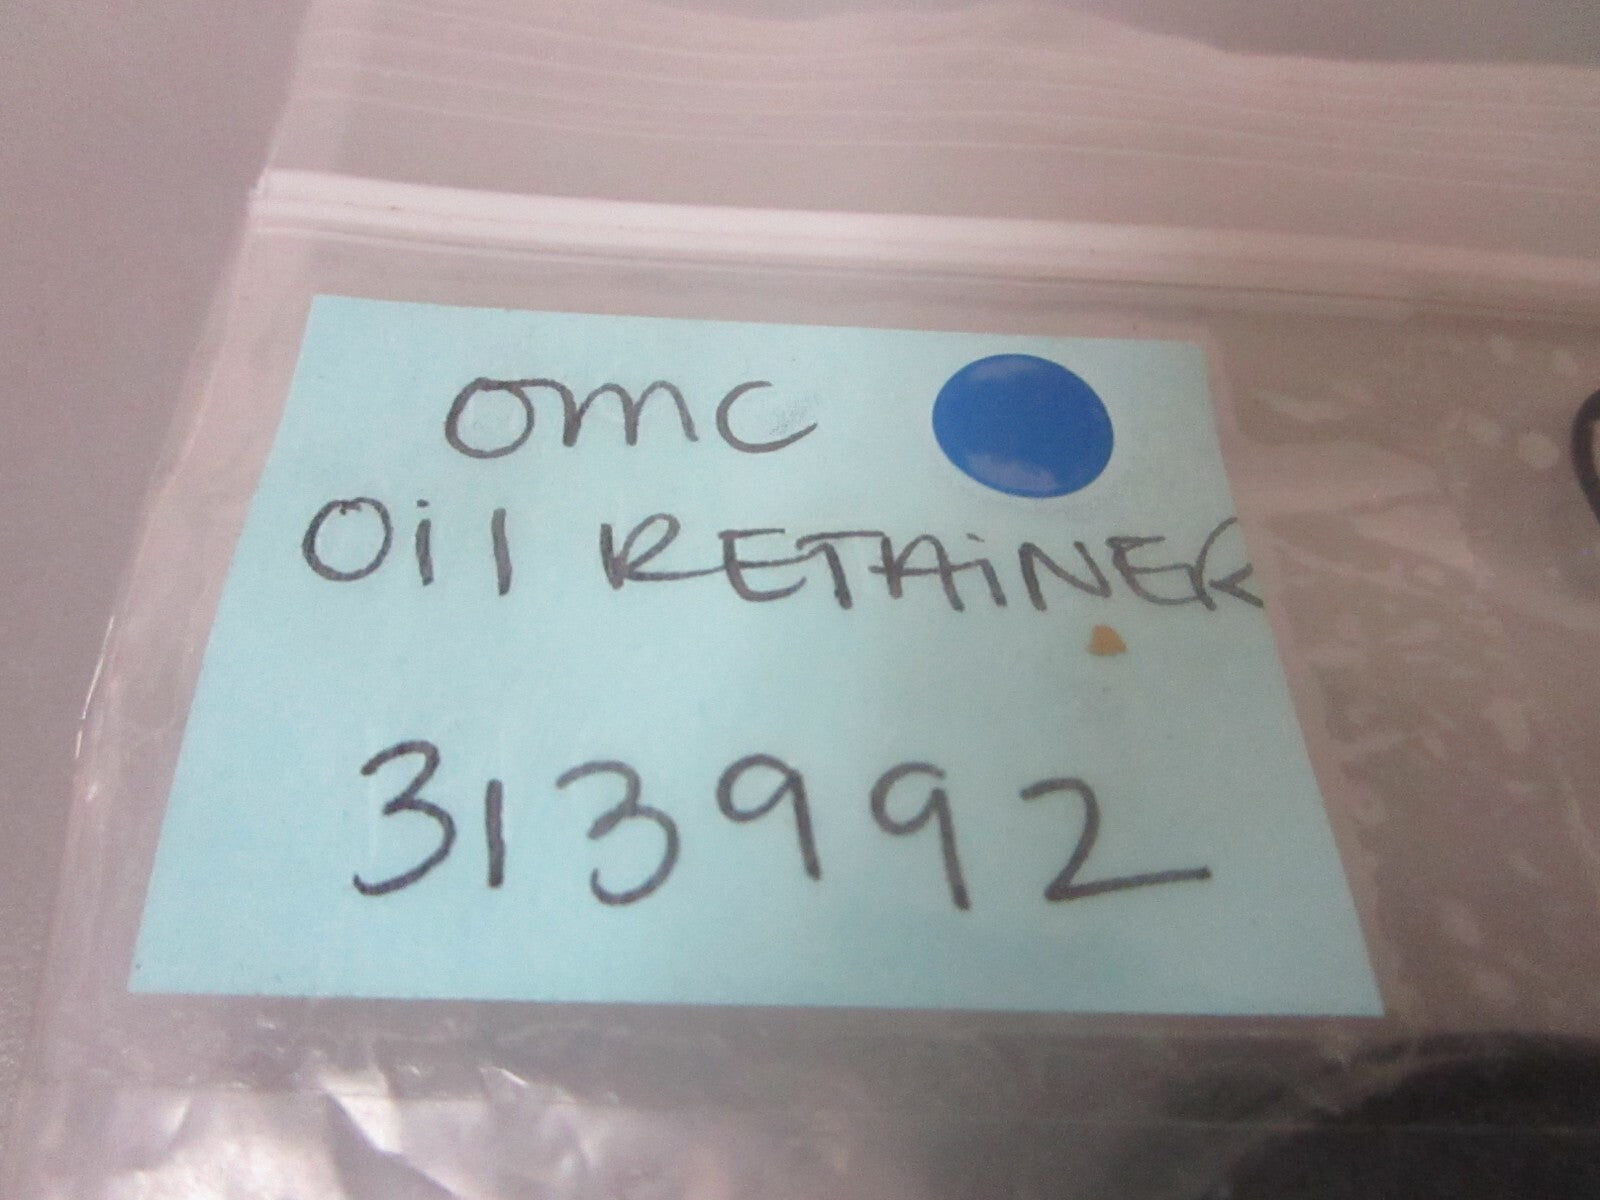 omc
Oil RETAiNER
313992